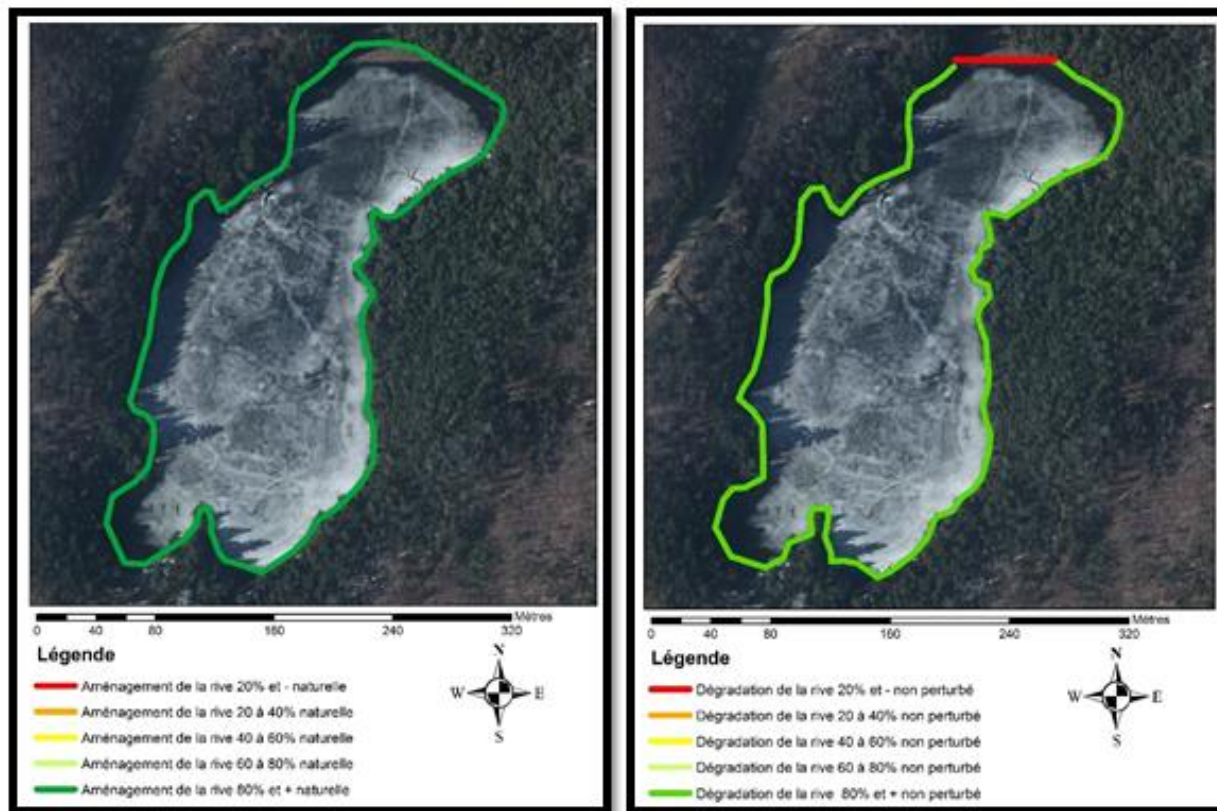 Mètres
0 40 80 160 240 320
Légende
N
W E
S
Aménagement de la rive 20% et - naturelle
Aménagement de la rive 20 à 40% naturelle
Aménagement de la rive 40 à 60% naturelle
Aménagement de la rive 60 à 80% naturelle
Aménagement de la rive 80% et + naturelle
Mètres
0 40 80 160 240 320
Légende
N
W E
S
Dégradation de la rive 20% et - non perturbé
Dégradation de la rive 20 à 40% non perturbé
Dégradation de la rive 40 à 60% non perturbé
Dégradation de la rive 60 à 80% non perturbé
Dégradation de la rive 80% et + non perturbé